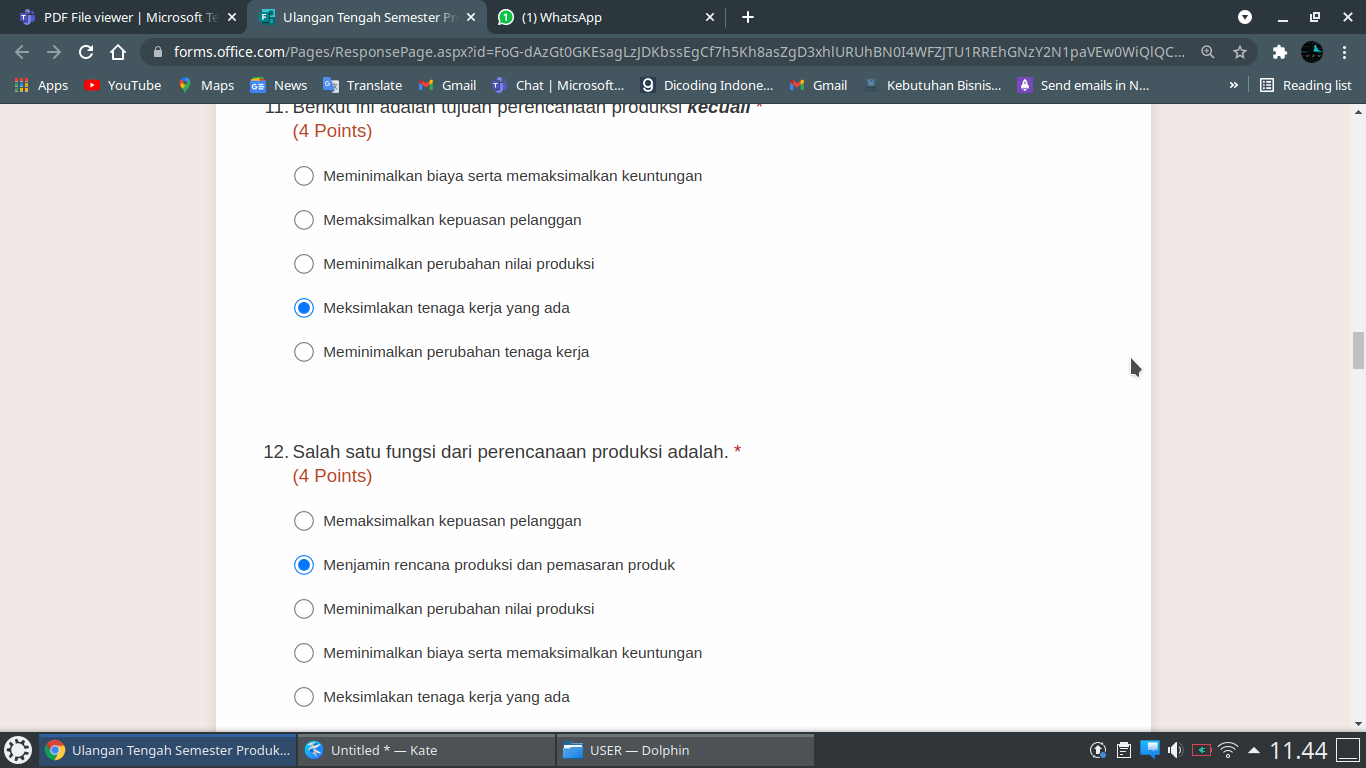 PDF File viewer | Microsoft Te
Ulangan Tengah Semester Pr
(1) WhatsApp
forms.office.com/Pages/ResponsePage.aspx?id=FoG-dAzGt0GKEsagLzJDKbssEgCf7h5Kh8asZgD3xhlURUhBN0I4WFZJTU1RREhGNzY2N1paVEw0WiQlQC...
Apps YouTube Maps News Translate Gmail Chat | Microsoft... Dicoding Indone... Gmail Kebutuhan Bisnis... Send emails in N... » Reading list
11. Berikut ini adalah tujuan perencanaan produksi kecuali *
(4 Points)
Meminimalkan biaya serta memaksimalkan keuntungan
Memaksimalkan kepuasan pelanggan
Meminimalkan perubahan nilai produksi
Meksimlakan tenaga kerja yang ada
Meminimalkan perubahan tenaga kerja
12. Salah satu fungsi dari perencanaan produksi adalah. *
(4 Points)
Memaksimalkan kepuasan pelanggan
Menjamin rencana produksi dan pemasaran produk
Meminimalkan perubahan nilai produksi
Meminimalkan biaya serta memaksimalkan keuntungan
Meksimlakan tenaga kerja yang ada
Ulangan Tengah Semester Produk... Untitled * — Kate USER — Dolphin 11.44